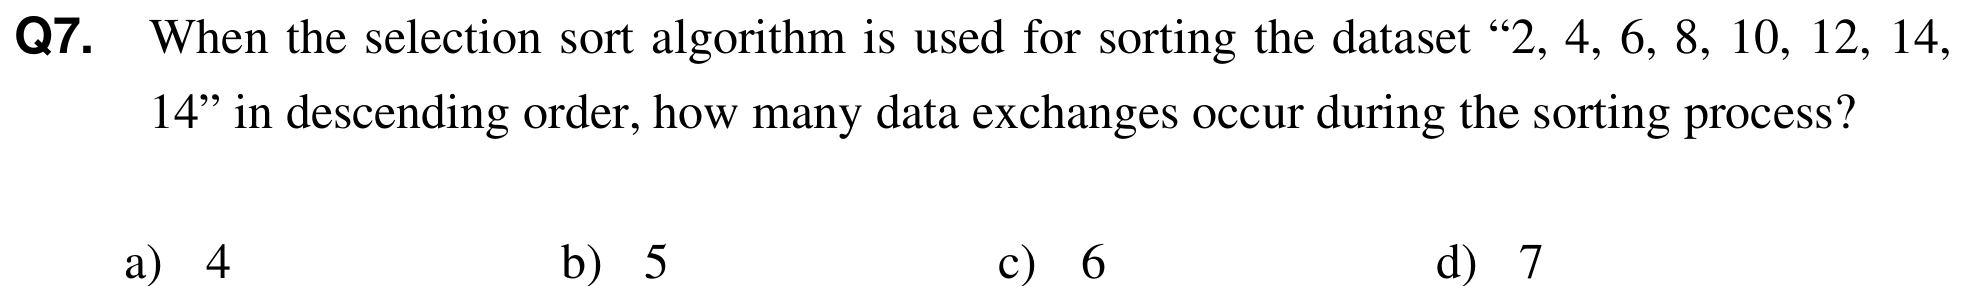 Q7. When the selection sort algorithm is used for sorting the dataset “2, 4, 6, 8, 10, 12, 14,
14” in descending order, how many data exchanges occur during the sorting process?
a) 4 b) 5 c) 6 d) 7